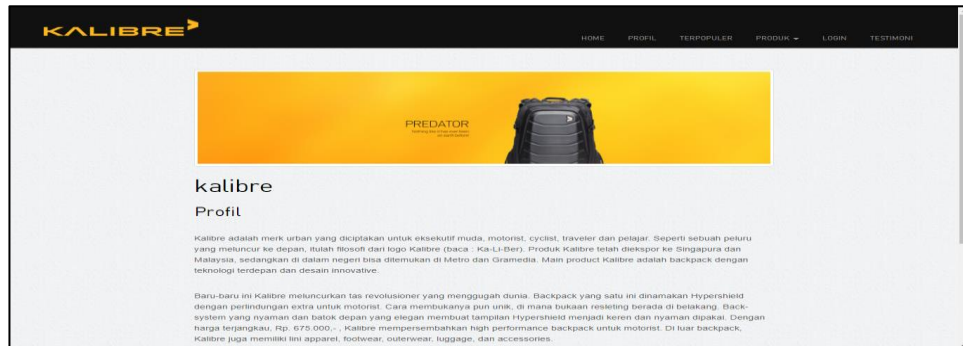 KALIBRE
HOME PROFIL TERPOPULER PRODUK LOGIN TESTIMONI
PREDATOR
kalibre
Profil
Kalibre adalah merk urban yang diciptakan untuk eksekutif muda, motorist, cyclist, traveler dan pelajar. Seperti sebuah peluru
yang meluncur ke depan, itulah filosofi dari logo Kalibre (baca : Ka-Li-Ber). Produk Kalibre telah diekspor ke Singapura dan
Malaysia, sedangkan di dalam negeri bisa ditemukan di Metro dan Gramedia. Main product Kalibre adalah backpack dengan
teknologi terdepan dan desain innovative.
Baru-baru ini Kalibre meluncurkan tas revolusioner yang menggugah dunia. Backpack yang satu ini dinamakan Hypershield
dengan perlindungan extra untuk motorist. Cara membukanya pun unik, di mana bukaan resleting berada di belakang. Back-
system yang nyaman dan batok depan yang elegan membuat tampilan Hypershield menjadi keren dan nyaman dipakai. Dengan
harga terjangkau, Rp. 675.000,- , Kalibre mempersembahkan high performance backpack untuk motorist. Di luar backpack,
Kalibre juga memiliki lini apparel, footwear, outerwear, luggage, dan accessories.